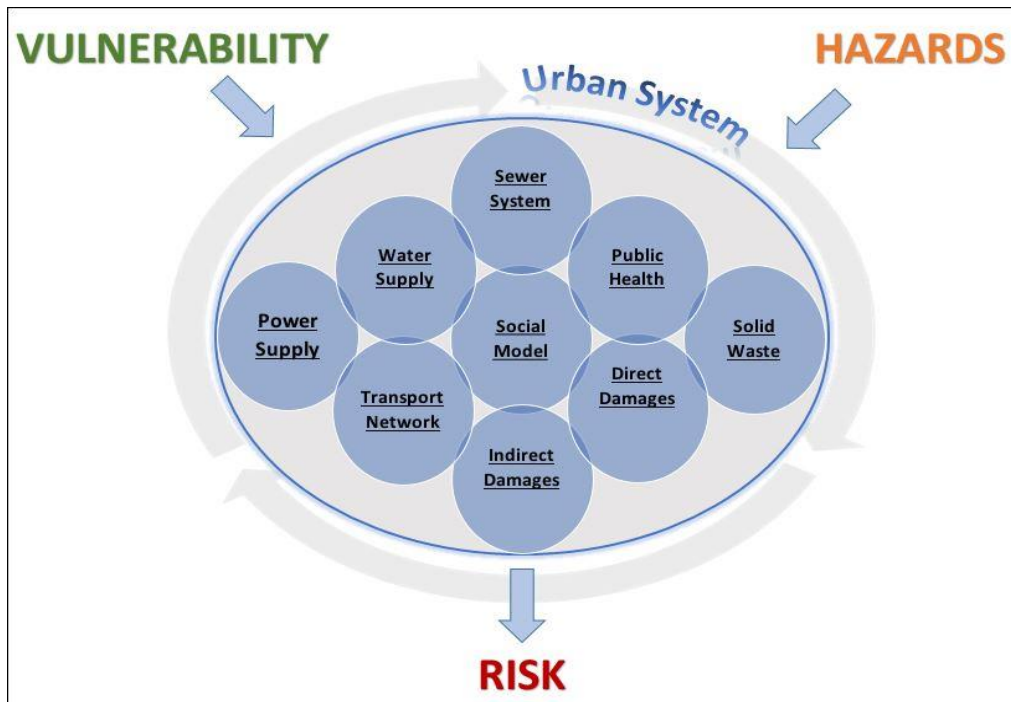 VULNERABILITY
HAZARDS
Urban System
Sewer
System
Water
Supply
Public
Health
Power
Supply
Social
Model
Solid
Waste
Transport
Network
Direct
Damages
Indirect
Damages
RISK